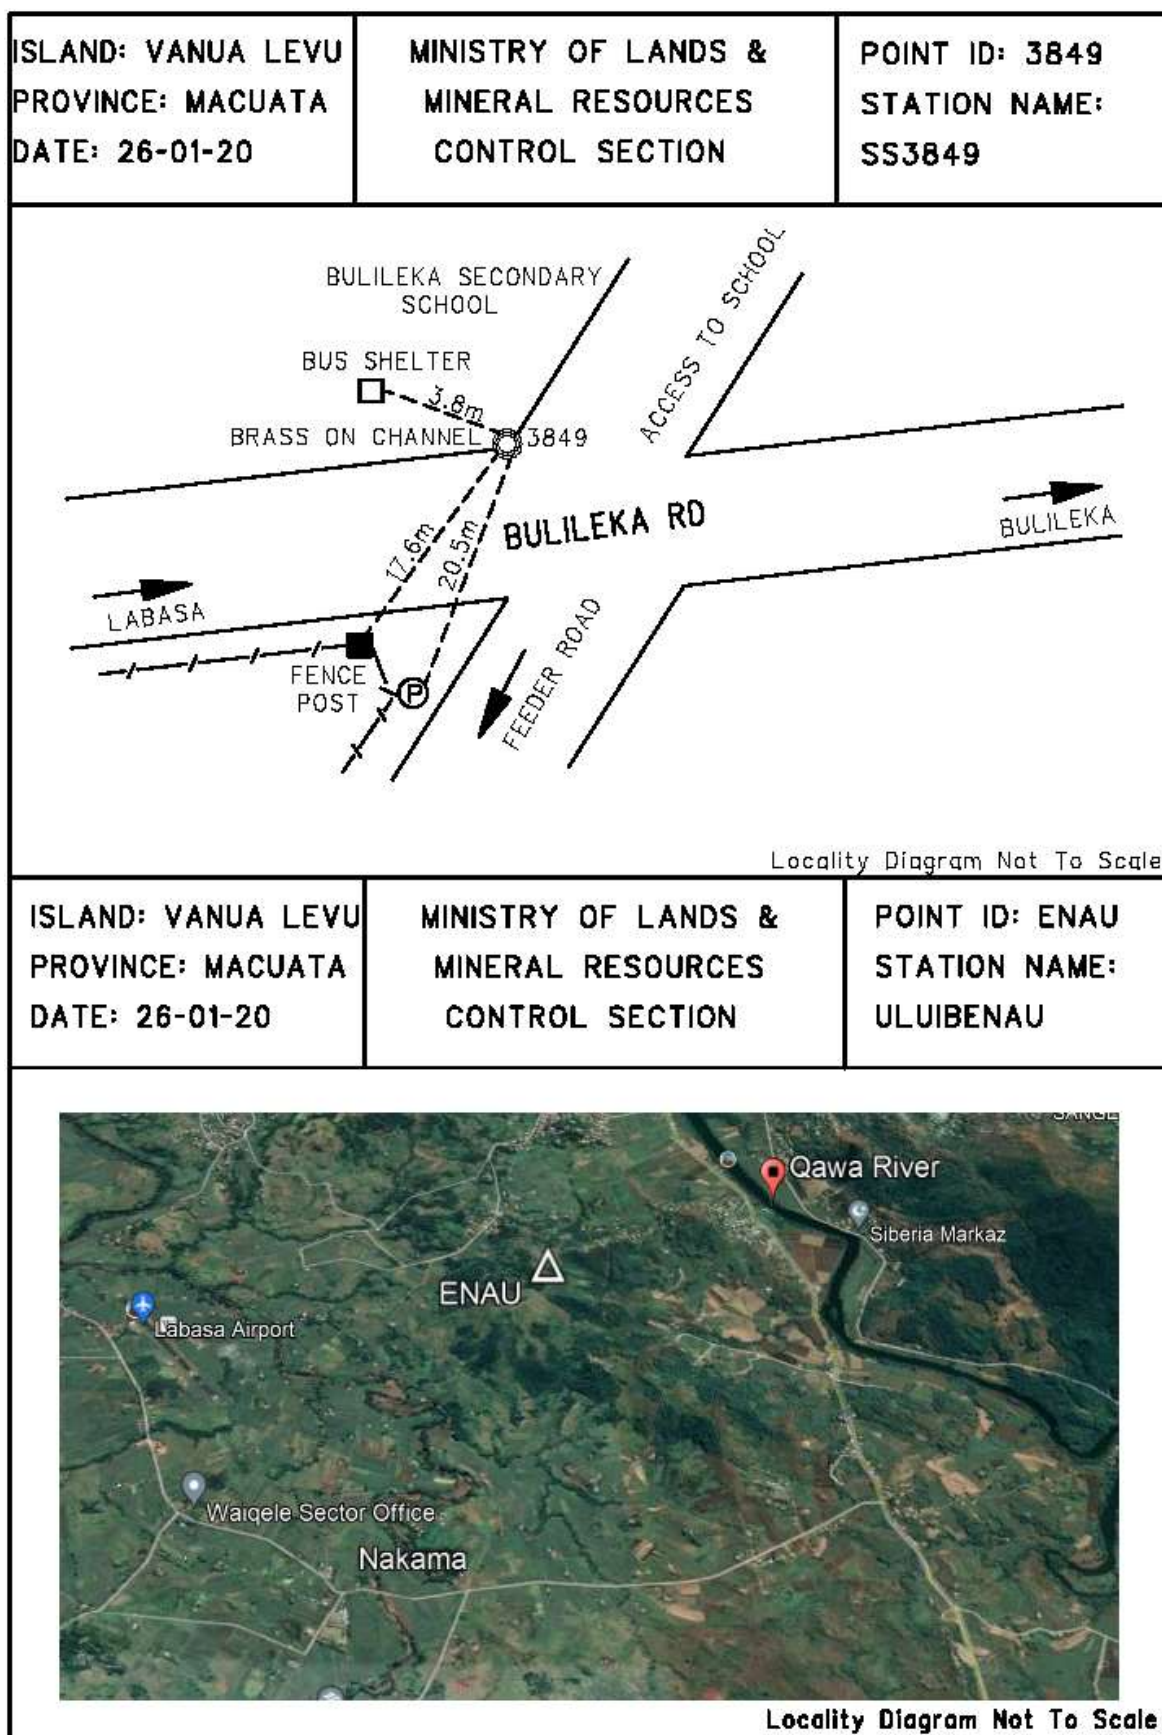 ISLAND: VANUA LEVU
PROVINCE: MACUATA
DATE: 26-01-20
MINISTRY OF LANDS &
MINERAL RESOURCES
CONTROL SECTION
POINT ID: 3849
STATION NAME:
SS3849
BULILEKA SECONDARY
SCHOOL
ACCESS TO SCHOOL
BUS SHELTER
3.8m
BRASS ON CHANNEL
3849
BULILEKA RD
BULILEKA
17.6m
20.5m
LABASA
FENCE
POST
P
FEEDER ROAD
Locality Diagram Not To Scale
ISLAND: VANUA LEVU
PROVINCE: MACUATA
DATE: 26-01-20
MINISTRY OF LANDS &
MINERAL RESOURCES
CONTROL SECTION
POINT ID: ENAU
STATION NAME:
ULUIBENAU
Qawa River
Siberia Markaz
ENAU
Labasa Airport
Waiqele Sector Office
Nakama
Locality Diagram Not To Scale